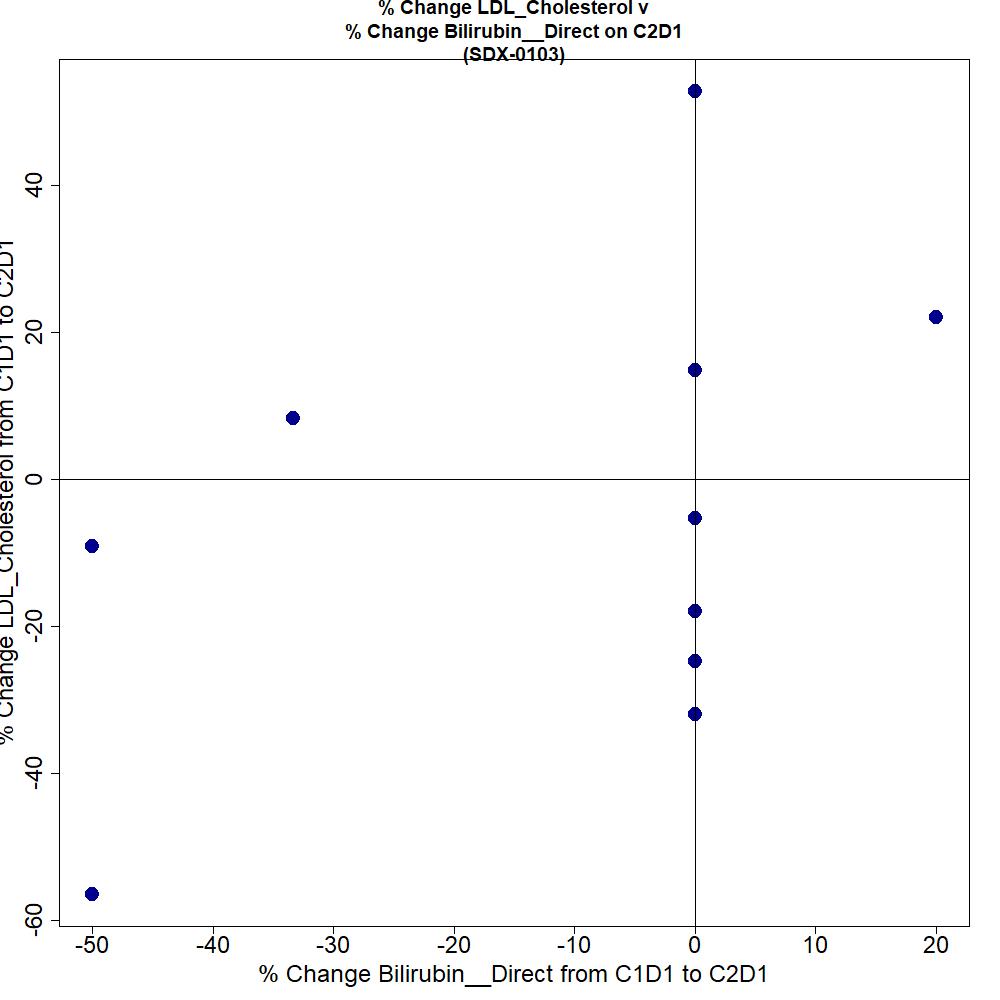 % Change LDL_Cholesterol v
% Change Bilirubin__Direct on C2D1
(SDX-0103)
% Change LDL_Cholesterol from C1D1 to C2D1
40
20
0
-20
-40
-60
-50
-40
-30
-20
-10
0
10
20
% Change Bilirubin__Direct from C1D1 to C2D1